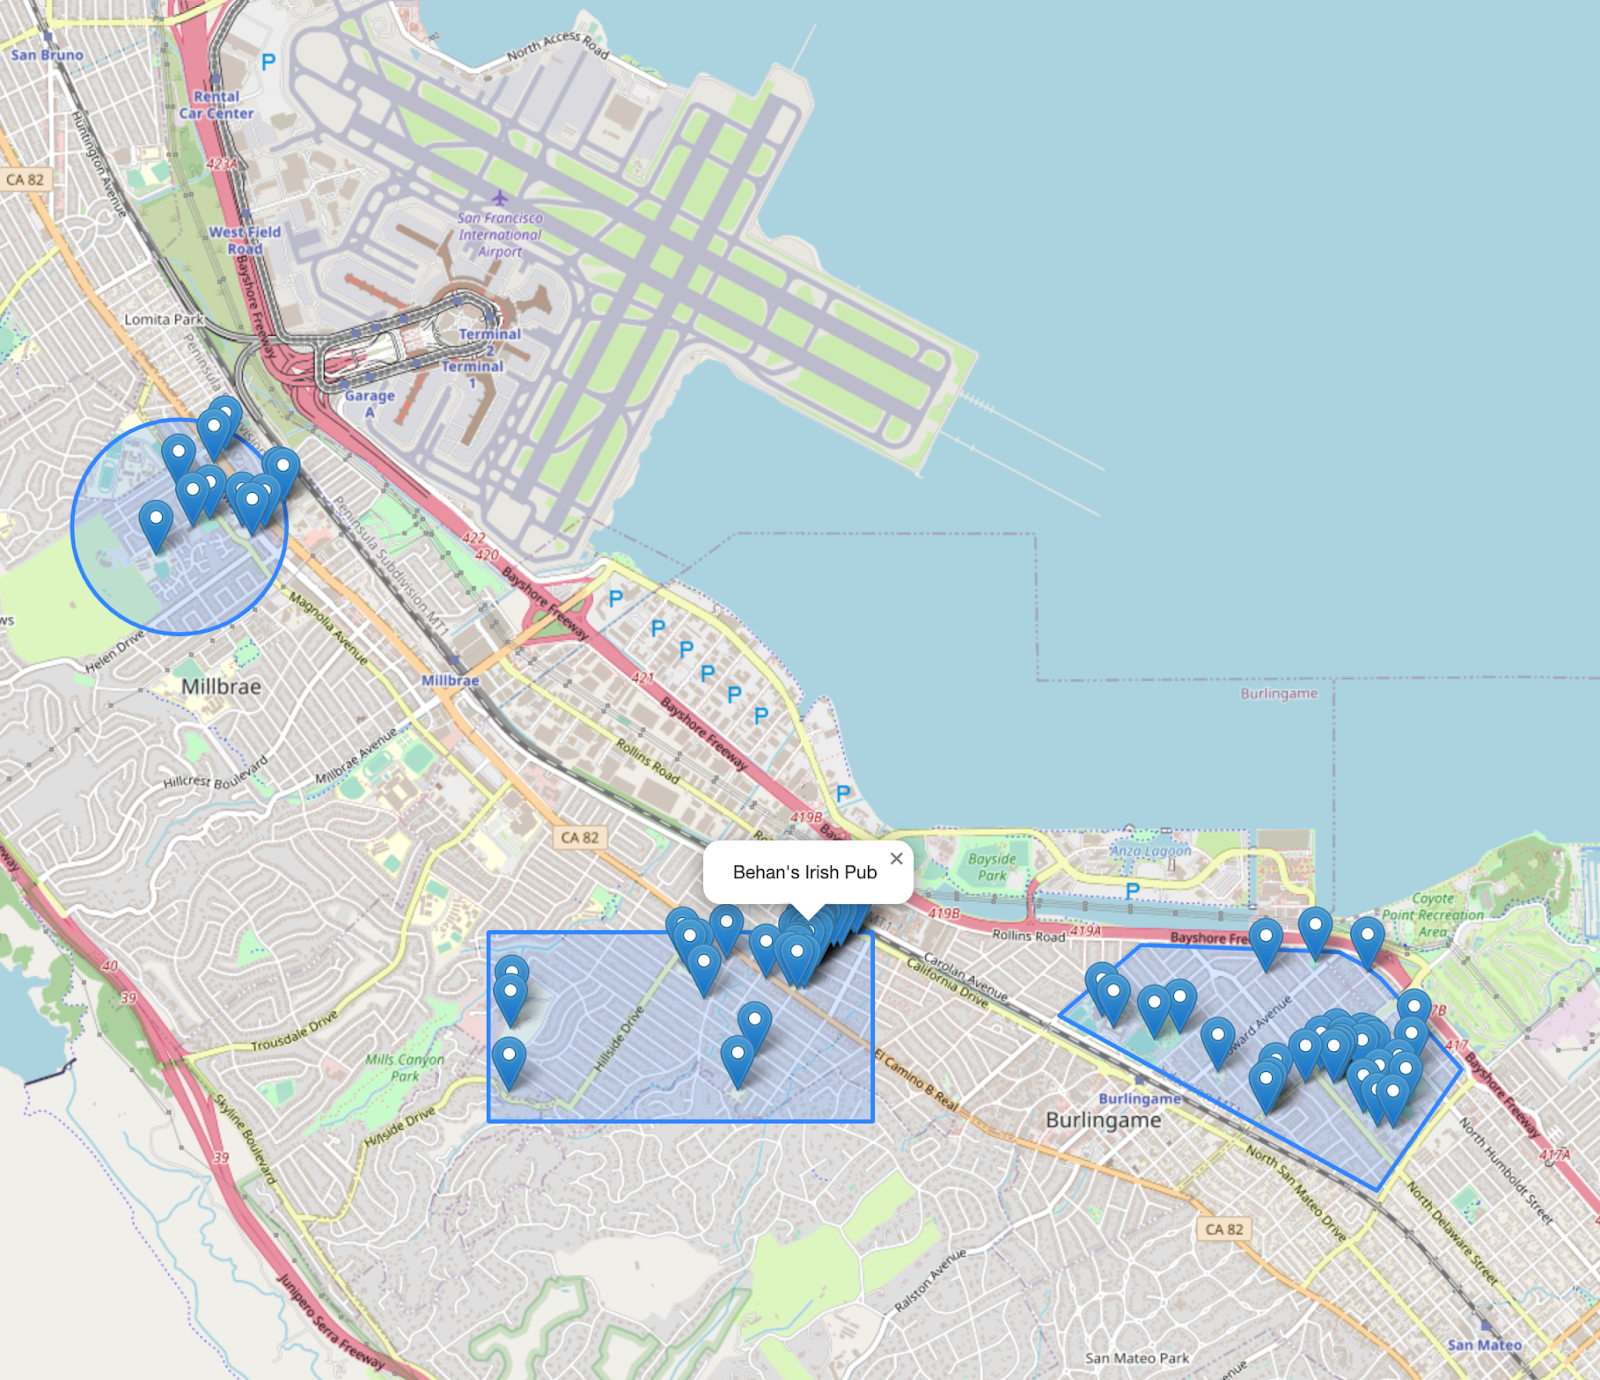 North Access Road
San Bruno
P
Rental
Car Center
Huntington Avenue
423A
CA 82
San Francisco
International
Airport
West Field
Road
Bayshore Freeway
Lomita Park
Terminal
2
Terminal
1
Garage
A
Peninsula
Peninsula Subdivision MT1
422
420
Bayshore Freeway
P
P
P
P
P
P
421
Magnolia Avenue
Helen Drive
Millbrae
Millbrae
Burlingame
Bayshore Freeway
Rollins Road
Millbrae Avenue
Hillcrest Boulevard
P
419B
CA 82
Behan's Irish Pub
×
Bayside
Park
Anza Lagoon
P
Coyote
Point Recreation
Area
419B
419A
Rollins Road
Bayshore Fre
Carolan Avenue
California Drive
40
39
Trousdale Drive
Hillside Drive
Howard Avenue
7B
417
Mills Canyon
Park
El Camino Real
Burlingame
Burlingame
Hillside Drive
Skyline Boulevard
39
Bayshore Freeway
417A
North Humboldt Street
North San Mateo Drive
North Delaware Street
CA 82
Ralston Avenue
Junipero Serra Freeway
San Mateo
San Mateo Park